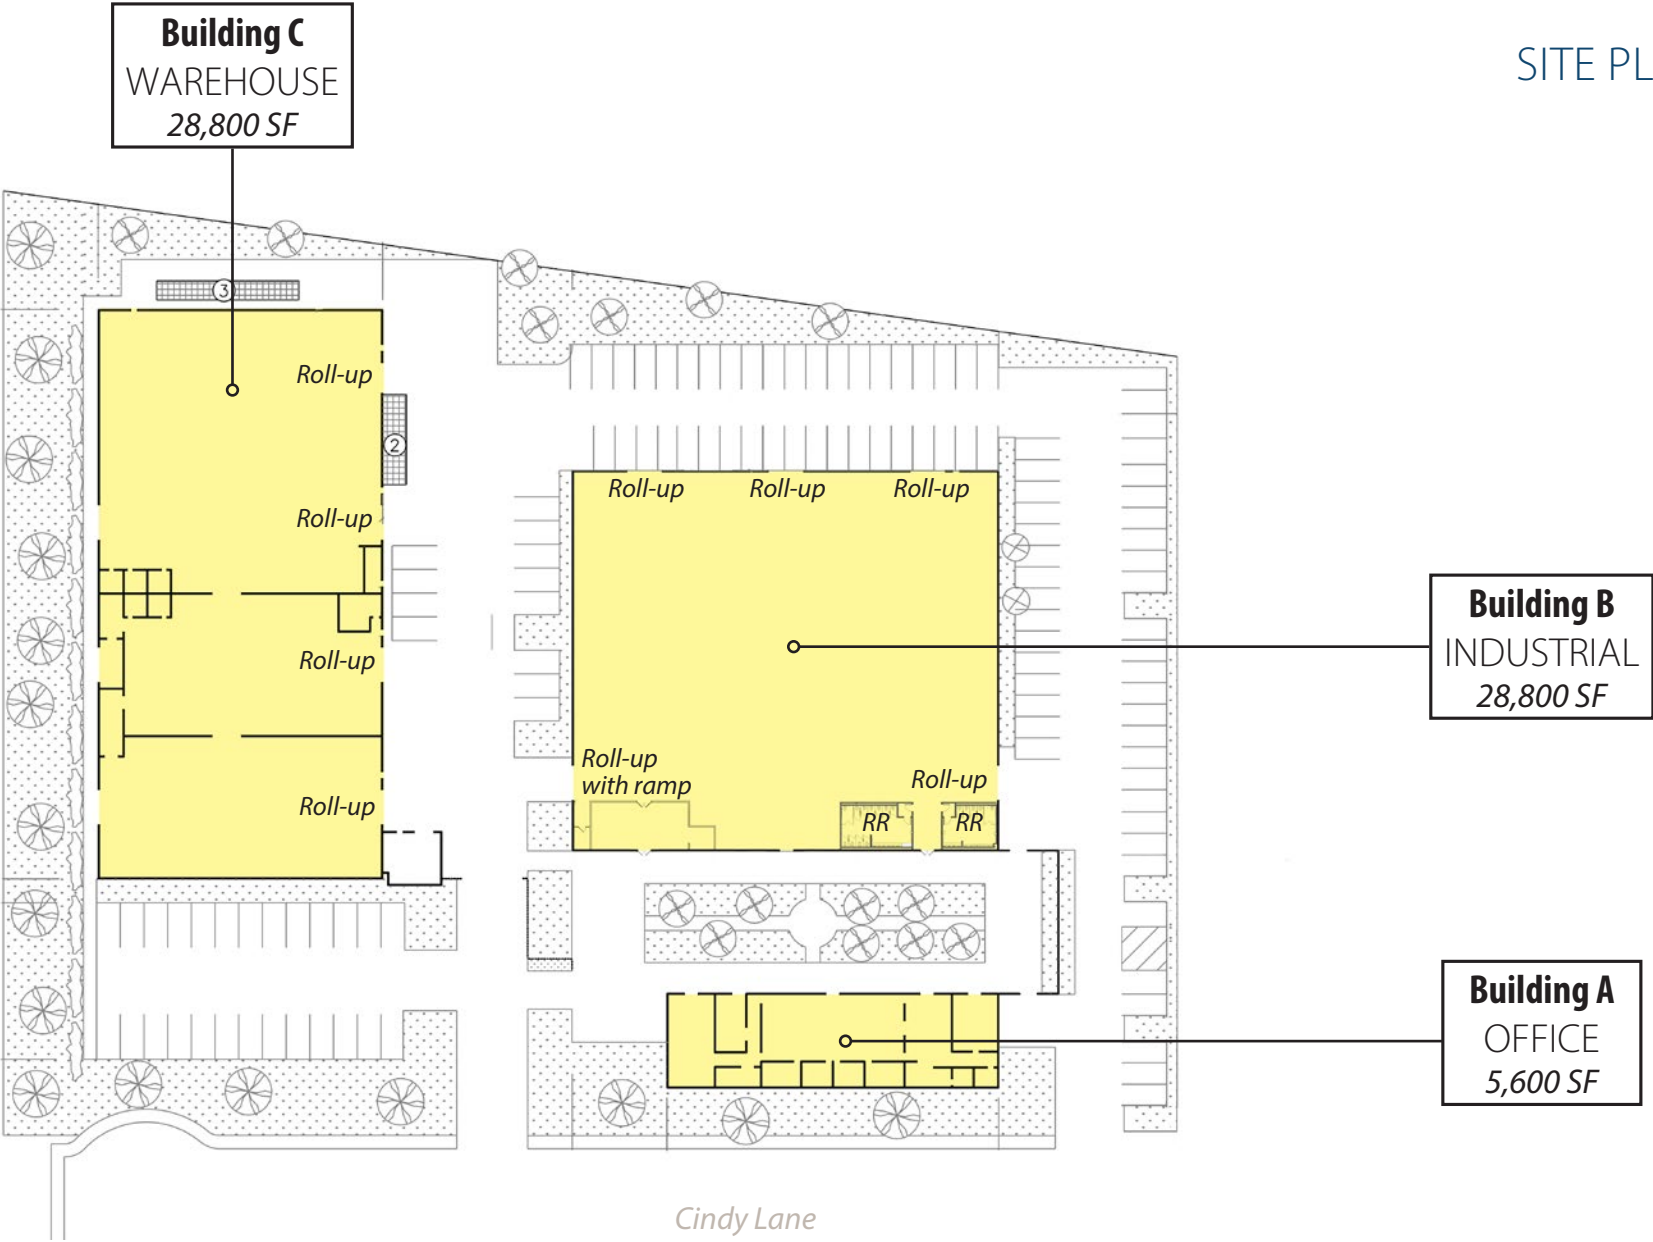 Building C
WAREHOUSE
28,800 SF
SITE PL
3
Roll-up
2
Roll-up
Roll-up
Roll-up
Roll-up
Roll-up
Roll-up
Roll-up
with ramp
Roll-up
RR
RR
Building B
INDUSTRIAL
28,800 SF
Building A
OFFICE
5,600 SF
Cindy Lane